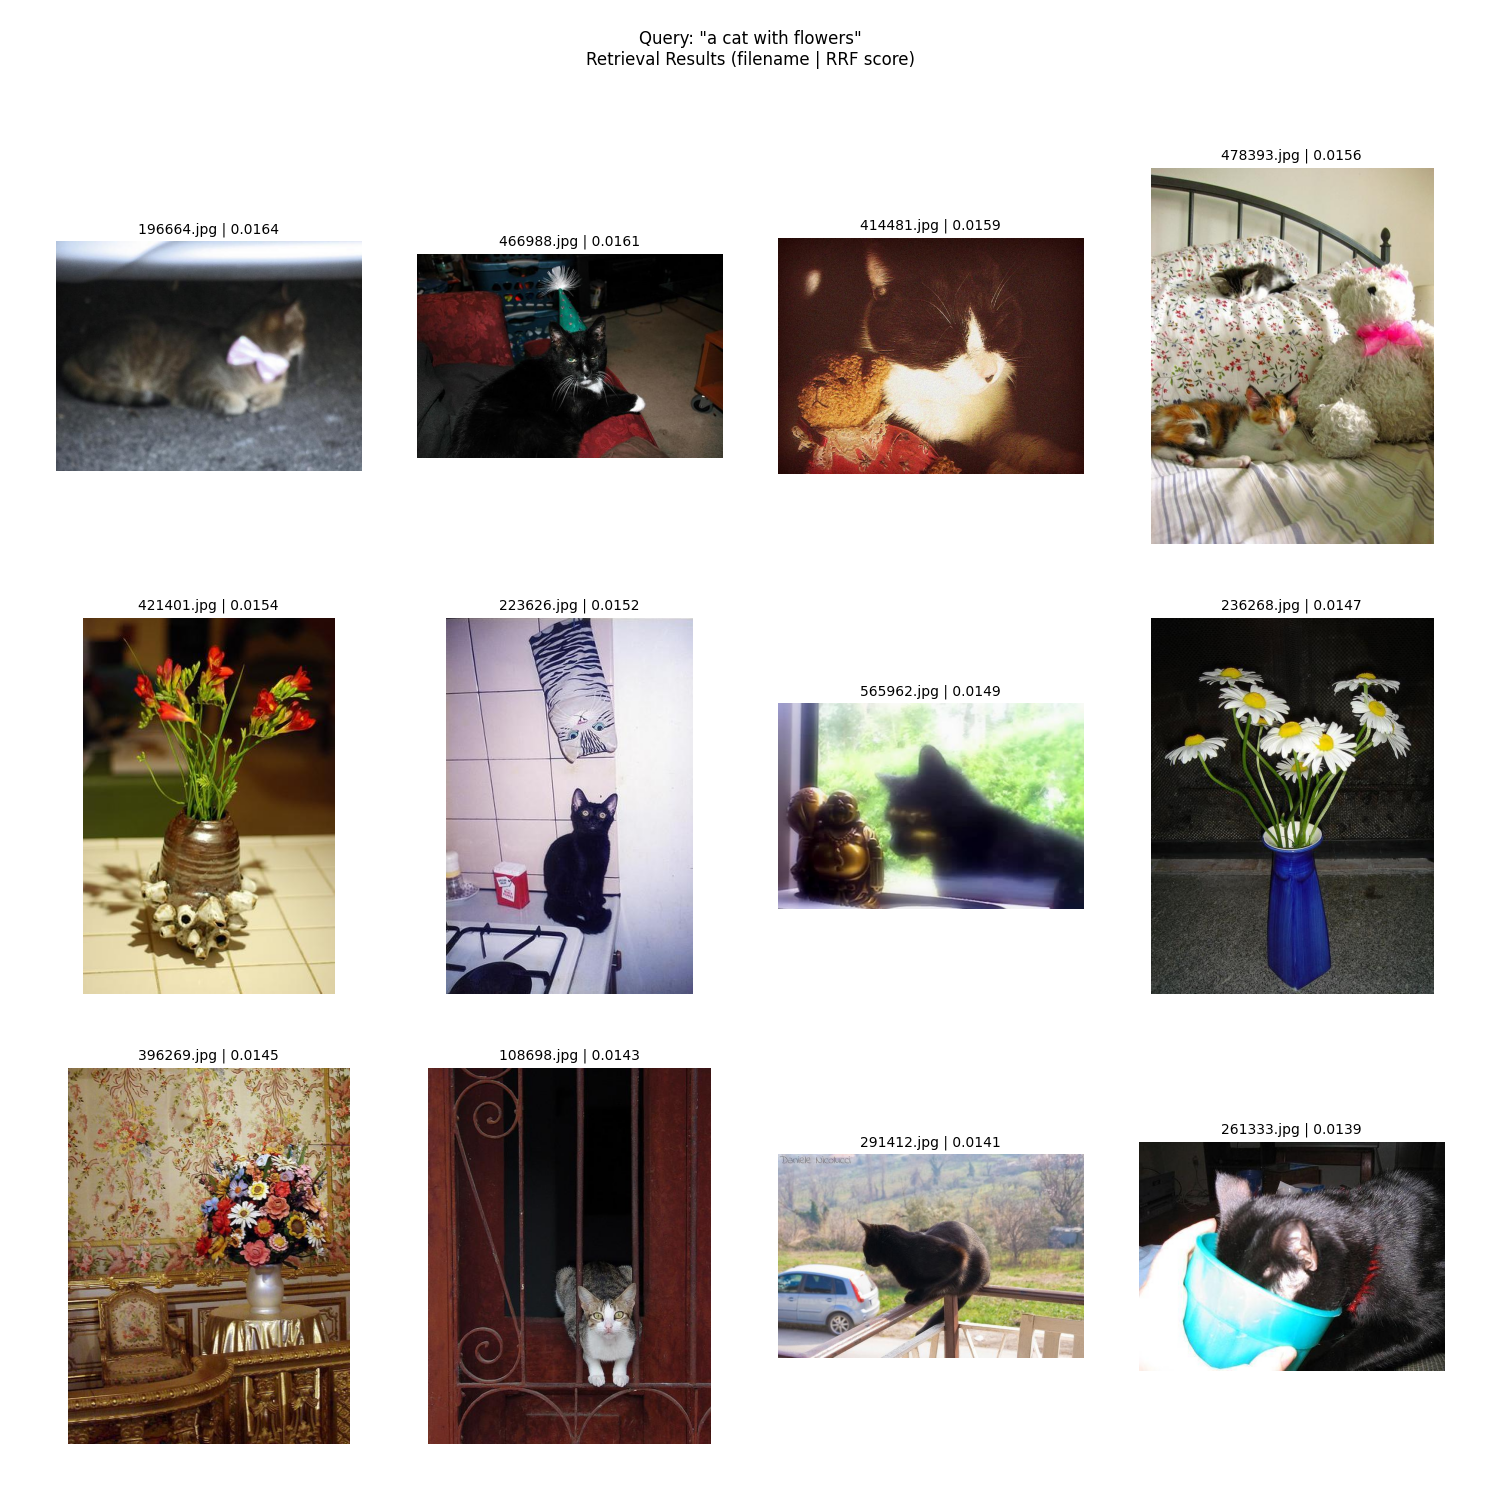 Query: "a cat with flowers"
Retrieval Results (filename | RRF score)
196664.jpg | 0.0164
466988.jpg | 0.0161
414481.jpg | 0.0159
478393.jpg | 0.0156
421401.jpg | 0.0154
223626.jpg | 0.0152
565962.jpg | 0.0149
236268.jpg | 0.0147
396269.jpg | 0.0145
108698.jpg | 0.0143
291412.jpg | 0.0141
261333.jpg | 0.0139